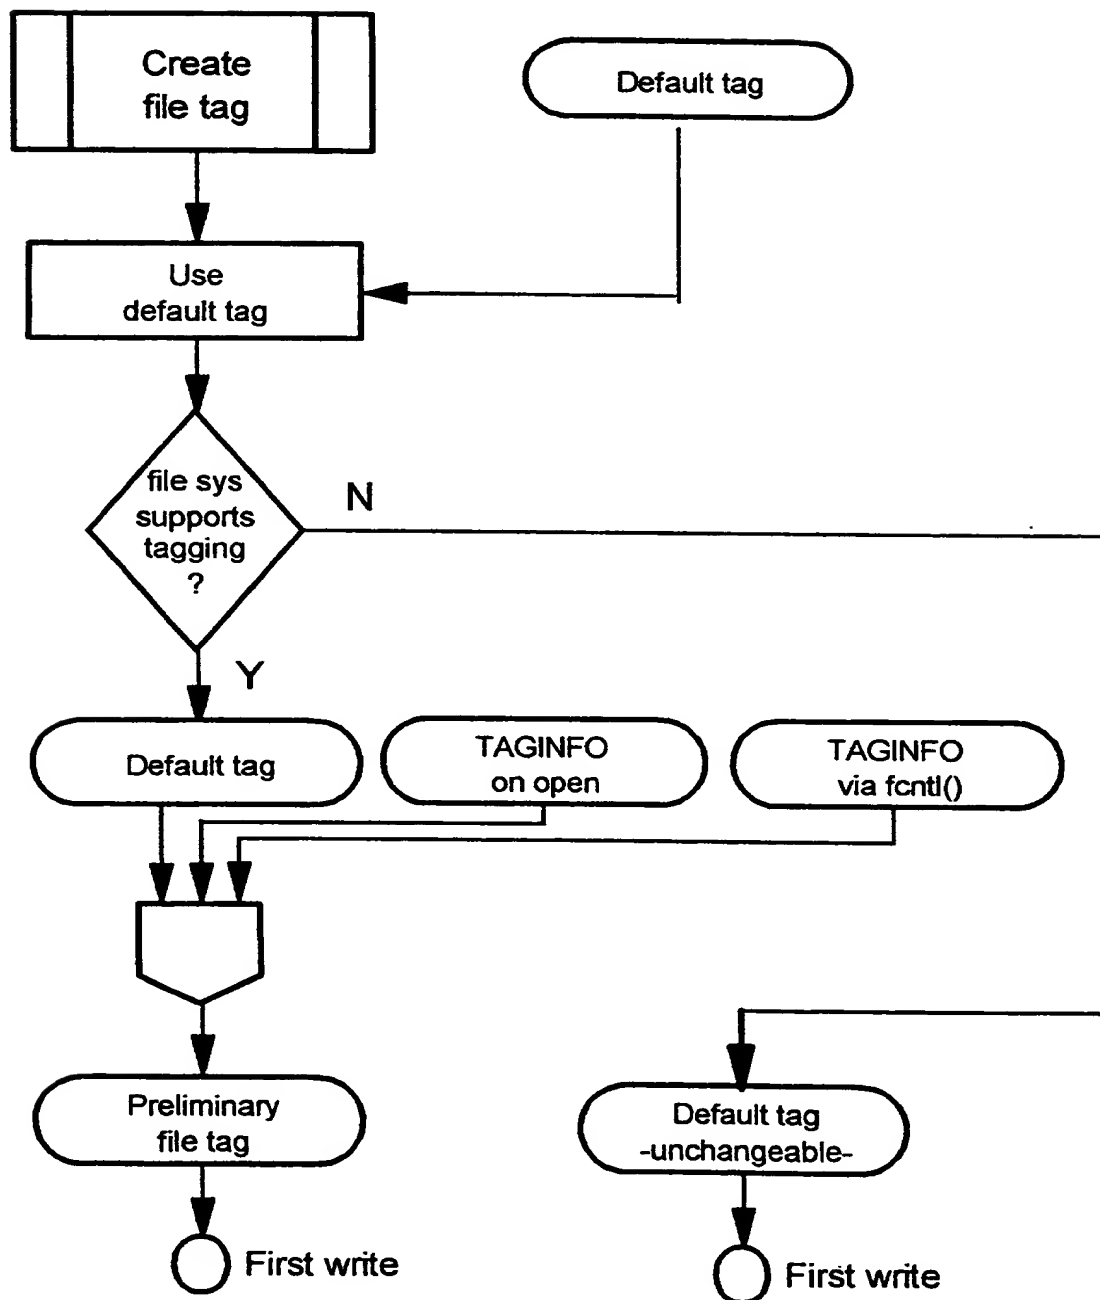 Create
file tag
Default tag
Use
default tag
file sys
supports
tagging
?
N
Y
Default tag
TAGINFO
on open
TAGINFO
via fcntl()
Preliminary
file tag
Default tag
-unchangeable-
First write
First write